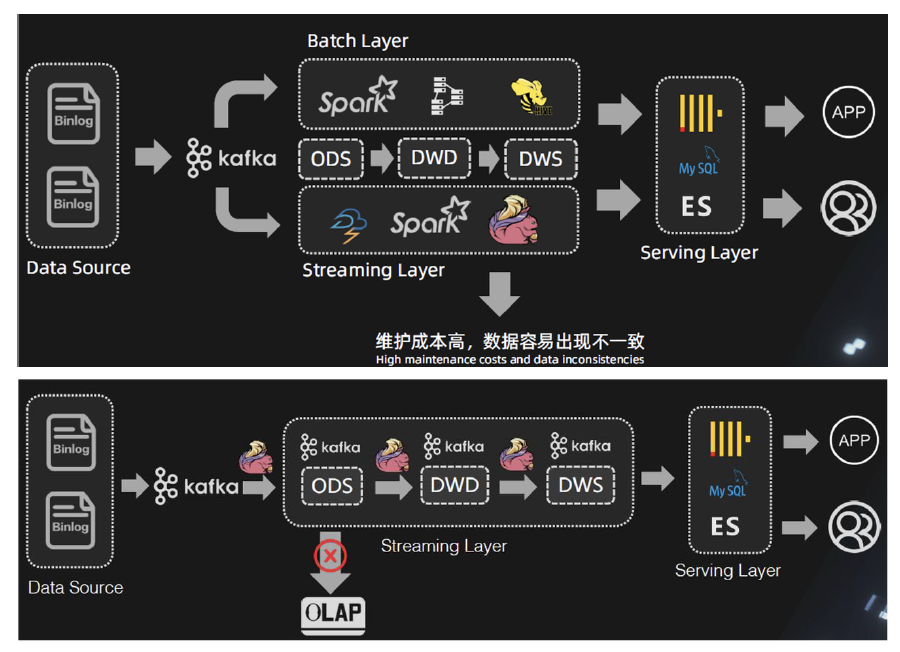 Batch Layer
Binlog
Spark
HIVE
kafka
ODS
DWD
DWS
Binlog
Spark
MySQL
ES
APP
Data Source
Streaming Layer
Serving Layer
维护成本高，数据容易出现不一致
High maintenance costs and data inconsistencies
Binlog
kafka
kafka
kafka
kafka
ODS
DWD
DWS
Binlog
MySQL
ES
APP
Streaming Layer
Data Source
Serving Layer
OLAP